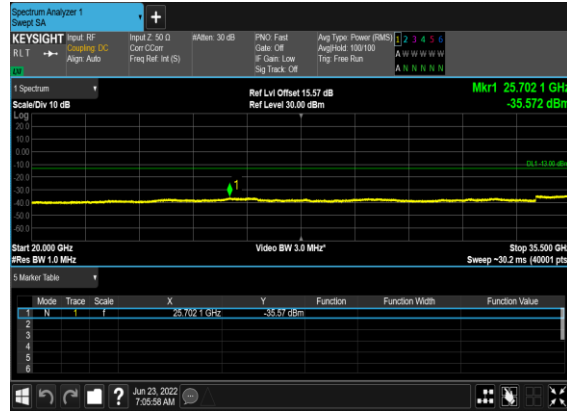 Spectrum Analyzer 1
Swept SA
KEYSIGHT Input: RF Input Z: 50 Ω #Atten: 30 dB PNO: Fast Avg Type: Power (RMS) 1 2 3 4 5 6
RLT Coupling: DC Corr CCorr Gate: Off Avg|Hold: 100/100 A W W W W W
Align: Auto Freq Ref: Int (S) IF Gain: Low Trig: Free Run
Sig Track: Off A N N N N N
1 Spectrum Ref Lvl Offset 15.57 dB Mkr1 25.702 1 GHz
Scale/Div 10 dB Ref Level 30.00 dBm -35.572 dBm
Log
20.0
10.0
0.00
-10.0 DL1 -13.00 dBm
-20.0
-30.0 1
-40.0
-50.0
-60.0
Start 20.000 GHz Video BW 3.0 MHz* Stop 35.500 GHz
#Res BW 1.0 MHz Sweep ~30.2 ms (40001 pts)
5 Marker Table
Mode Trace Scale X Y Function Function Width Function Value
1 N 1 f 25.702 1 GHz -35.57 dBm
2
3
4
5
6
? Jun 23, 2022
7:05:58 AM